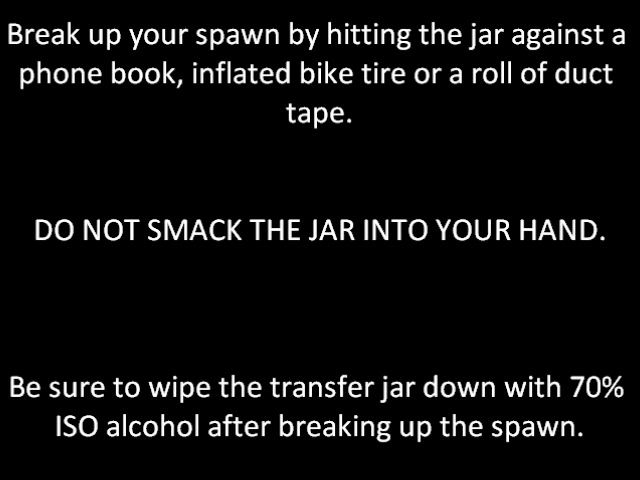 Break up your spawn by hitting the jar against a
phone book, inflated bike tire or a roll of duct
tape.
DO NOT SMACK THE JAR INTO YOUR HAND.
Be sure to wipe the transfer jar down with 70%
ISO alcohol after breaking up the spawn.